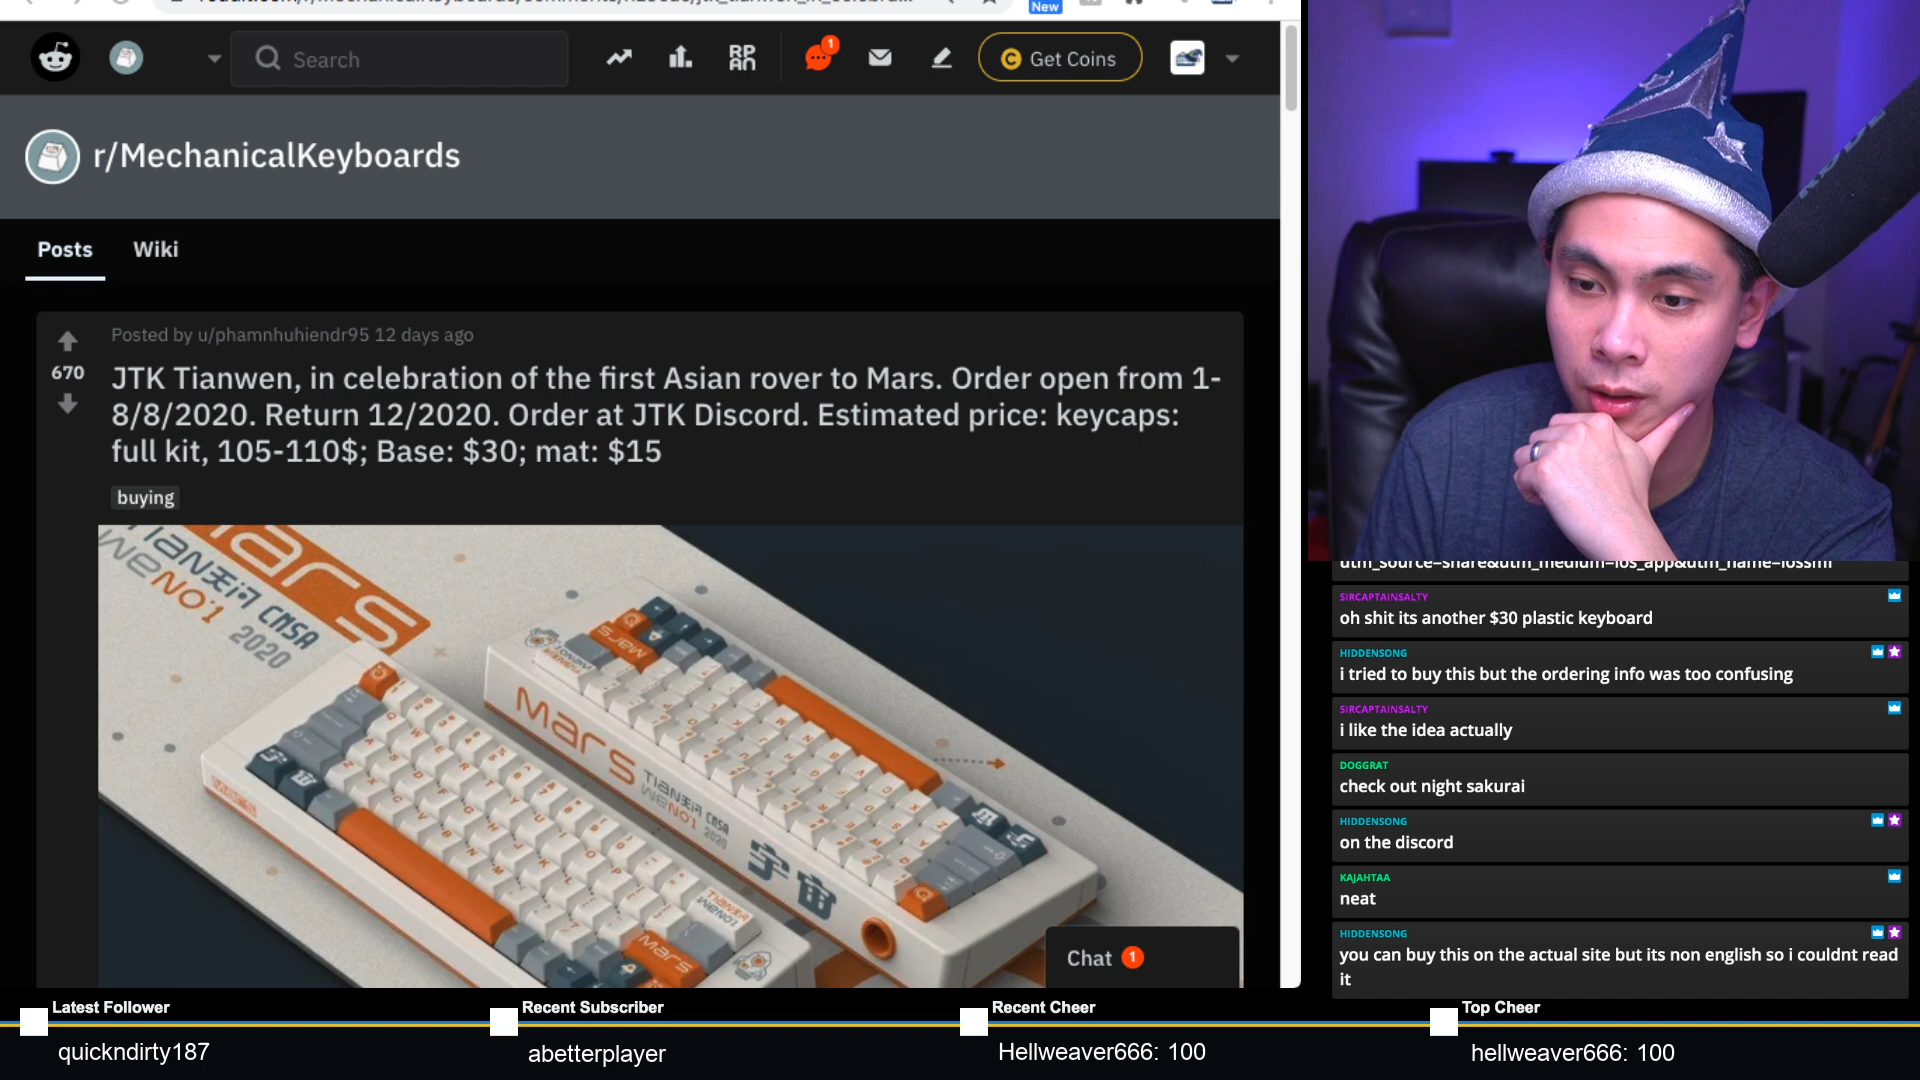 New
Search
RPAN
1
Get Coins
r/MechanicalKeyboards
Posts
Wiki
Posted by u/phamnhuhiendr95 12 days ago
670
JTK Tianwen, in celebration of the first Asian rover to Mars. Order open from 1-
8/8/2020. Return 12/2020. Order at JTK Discord. Estimated price: keycaps:
full kit, 105-110$; Base: $30; mat: $15
buying
Mars
CNSA
2020
Mars
宇宙
Chat 1
SIRCAPTAINSALTY
oh shit its another $30 plastic keyboard
HIDDENSONG
i tried to buy this but the ordering info was too confusing
SIRCAPTAINSALTY
i like the idea actually
DOGGRAT
check out night sakurai
HIDDENSONG
on the discord
KAJAHTAA
neat
HIDDENSONG
you can buy this on the actual site but its non english so i couldnt read
it
Latest Follower
quickndirty187
Recent Subscriber
abetterplayer
Recent Cheer
Hellweaver666: 100
Top Cheer
hellweaver666: 100